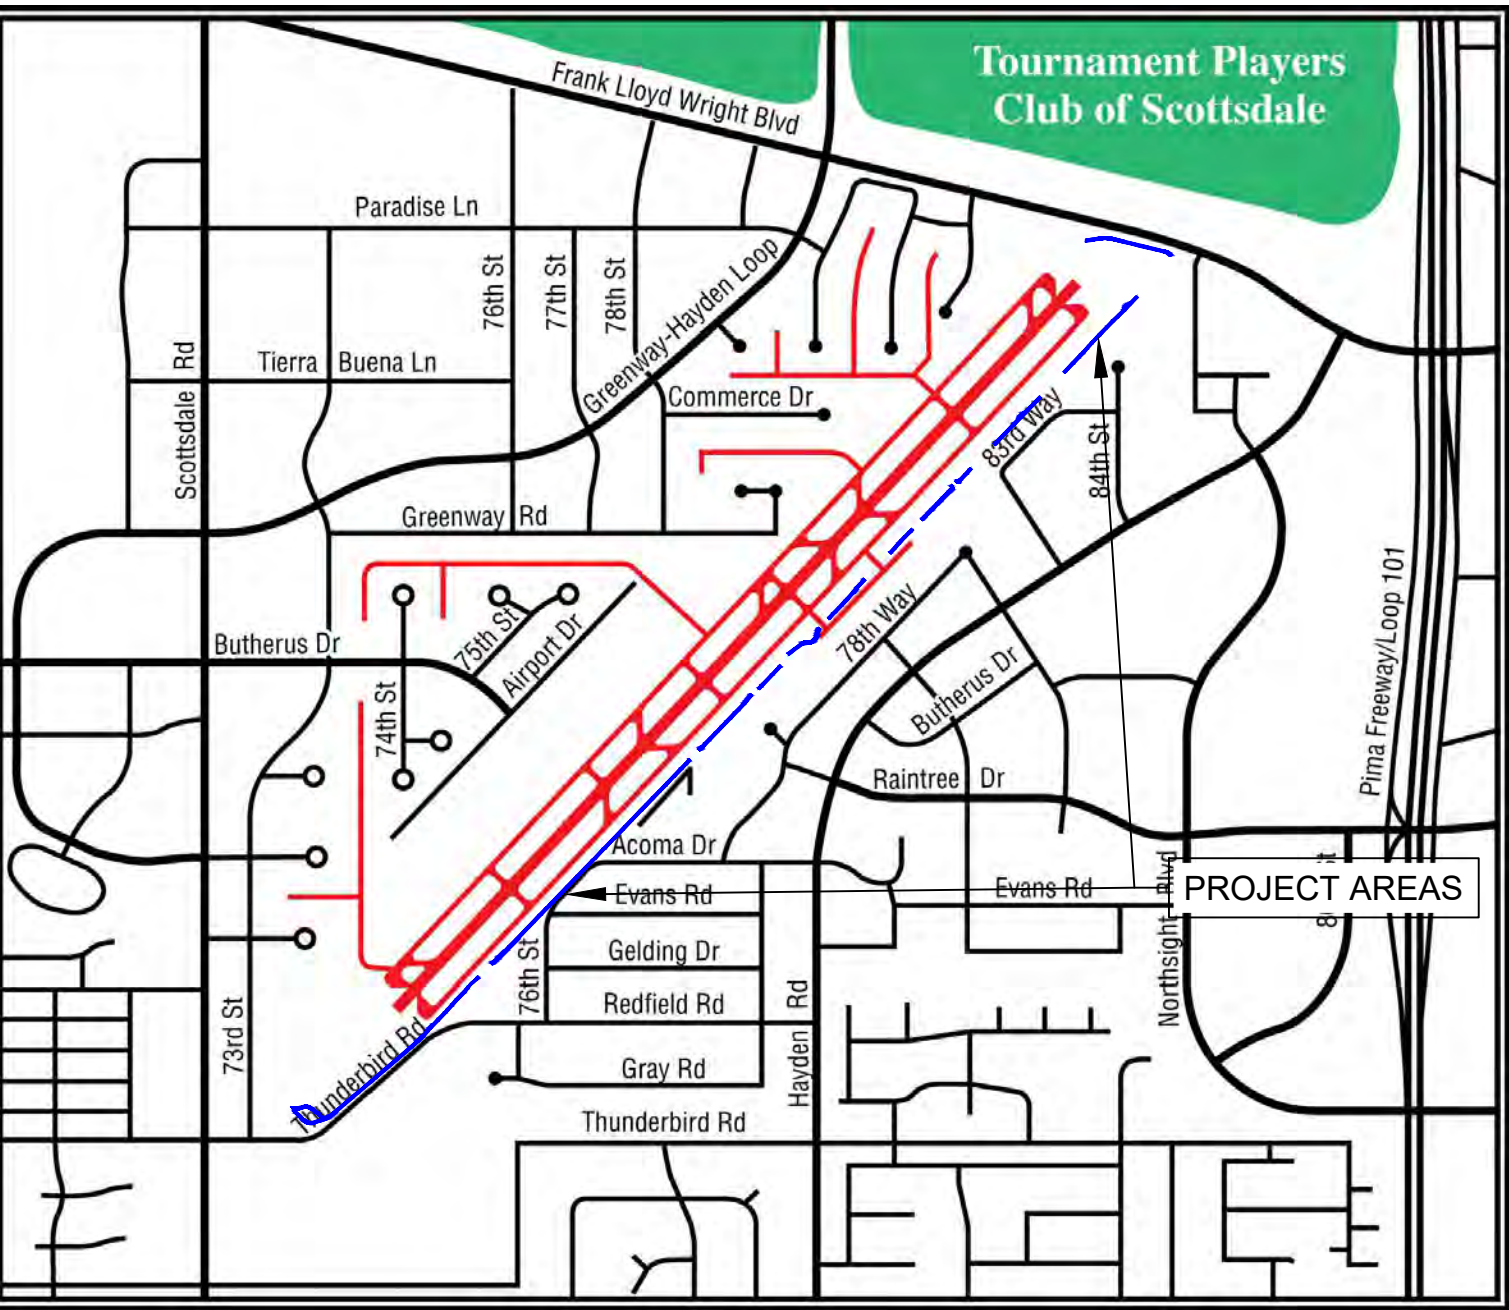 Tournament Players
Club of Scottsdale
Frank Lloyd Wright Blvd
Paradise Ln
76th St
77th St
78th St
Greenway-Hayden Loop
Scottsdale Rd
Tierra Buena Ln
Commerce Dr
83rd Way
84th St
Greenway Rd
Pima Freeway/Loop 101
Butherus Dr
75th St
Airport Dr
74th St
78th Way
Butherus Dr
Raintree Dr
Acoma Dr
Evans Rd
Evans Rd
PROJECT AREAS
Northsight Blvd
Gelding Dr
76th St
Redfield Rd
Hayden Rd
73rd St
Thunderbird Rd
Gray Rd
Thunderbird Rd